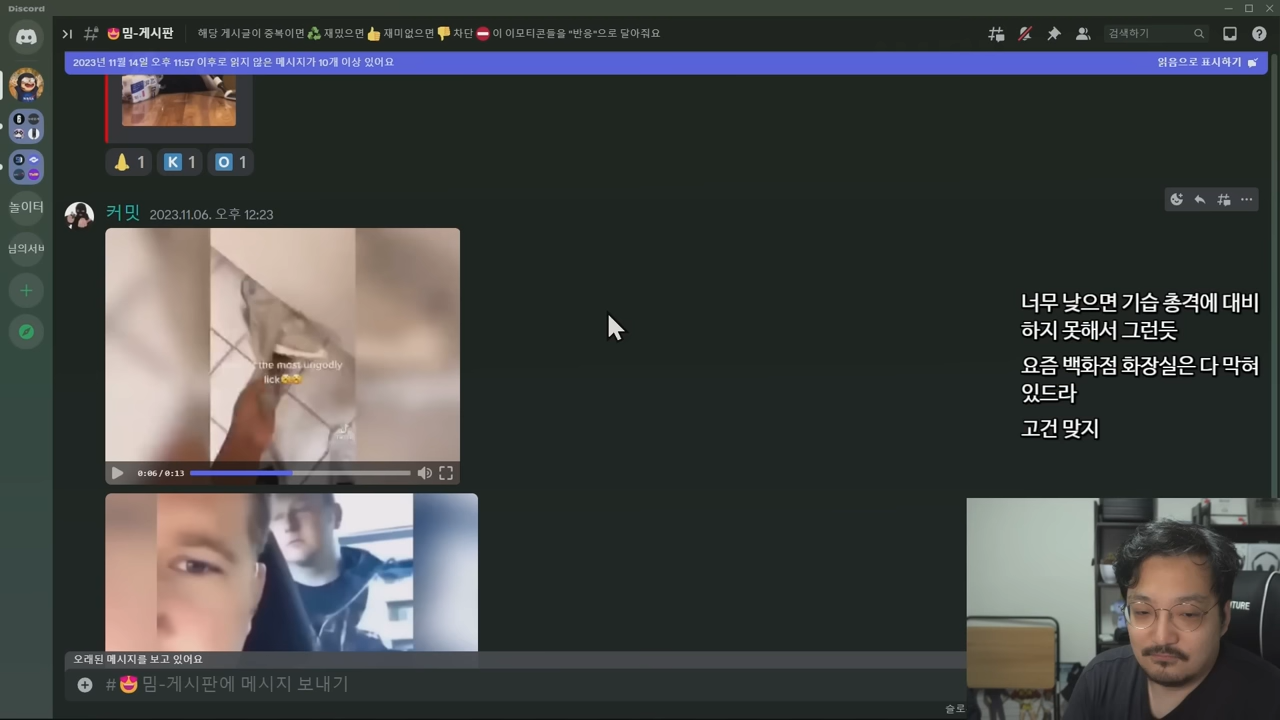 Discord
밈-게시판
해당 게시글이 중복이면 ♻️ 재밌으면 👍 재미없으면 👎 차단 ⛔ 이 이모티콘들을 "반응"으로 달아줘요
검색하기
2023년 11월 14일 오후 11:57 이후로 읽지 않은 메시지가 10개 이상 있어요
읽음으로 표시하기
1
K 1
O 1
놀이터
님의서버
커밋 2023.11.06. 오후 12:23
the most ungodly
lick
0:06/0:13
너무 낮으면 기습 총격에 대비
하지 못해서 그런듯
요즘 백화점 화장실은 다 막혀
있드라
고건 맞지
오래된 메시지를 보고 있어요
#😍밈-게시판에 메시지 보내기
슬로